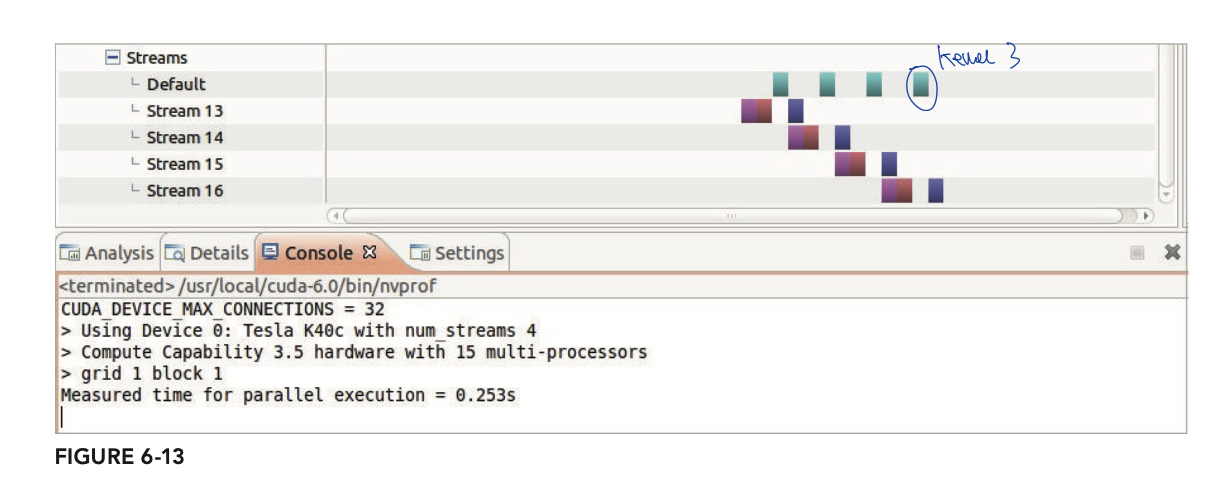 Streams
Kernel 3
Default
Stream 13
Stream 14
Stream 15
Stream 16
Analysis Details Console Settings
<terminated> /usr/local/cuda-6.0/bin/nvprof
CUDA_DEVICE_MAX_CONNECTIONS = 32
> Using Device 0: Tesla K40c with num_streams 4
> Compute Capability 3.5 hardware with 15 multi-processors
> grid 1 block 1
Measured time for parallel execution = 0.253s
FIGURE 6-13